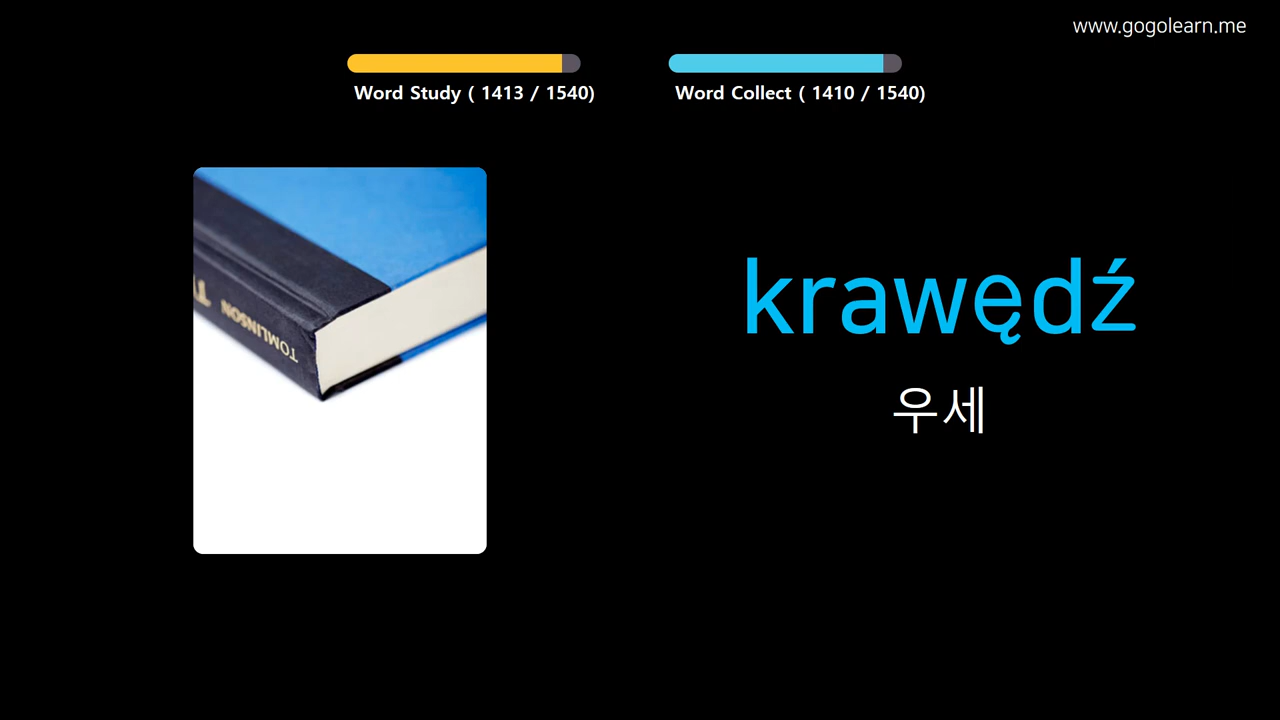 www.gogolearn.me
Word Study ( 1413 / 1540)
Word Collect ( 1410 / 1540)
TOMLINSON
krawędź
우세